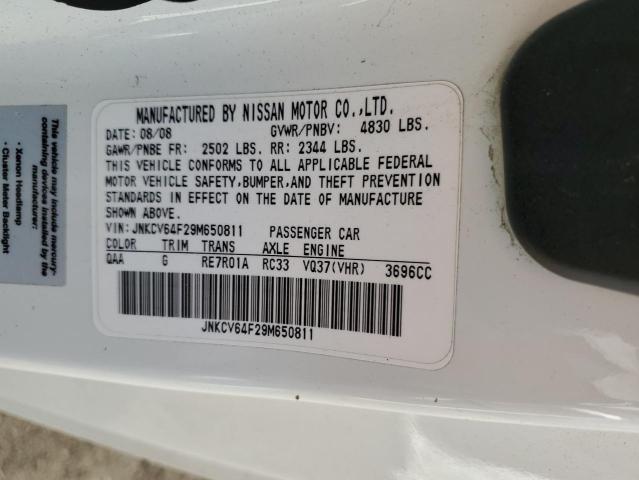 MANUFACTURED BY NISSAN MOTOR CO.,LTD.
DATE: 08/08 GVWR/PNBV: 4830 LBS.
GAWR/PNBE FR: 2502 LBS. RR: 2344 LBS.
THIS VEHICLE CONFORMS TO ALL APPLICABLE FEDERAL
MOTOR VEHICLE SAFETY,BUMPER,AND THEFT PREVENTION
STANDARDS IN EFFECT ON THE DATE OF MANUFACTURE
SHOWN ABOVE.
VIN: JNKCV64F29M650811 PASSENGER CAR
COLOR TRIM TRANS AXLE ENGINE
QAA G RE7R01A RC33 VQ37(VHR) 3696CC
JNKCV64F29M650811
This vehicle may include mercury-
containing devices installed by the
manufacturer:
• Xenon Headlamp
• Cluster Meter Backlight